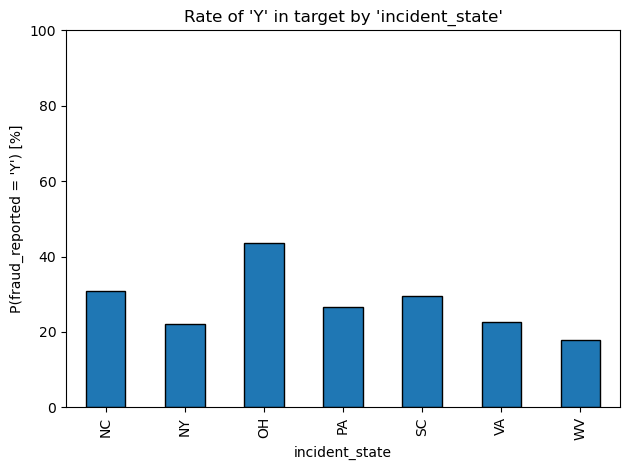 Rate of 'Y' in target by 'incident_state'
P(fraud_reported = 'Y') [%]
100
80
60
40
20
0
NC
NY
OH
PA
SC
VA
WV
incident_state